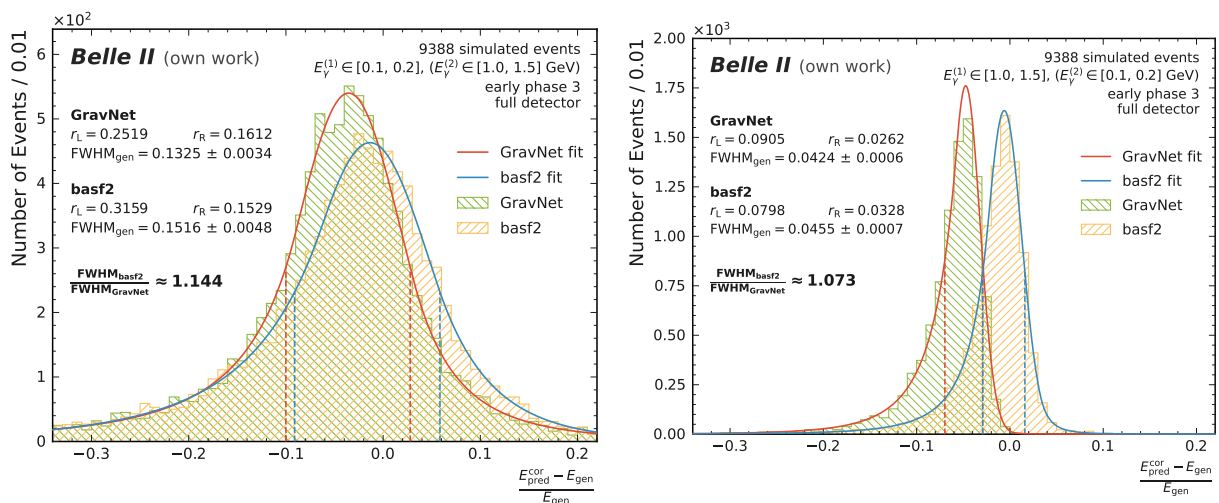 ×10²
Belle II (own work)
9388 simulated events
E_γ^(1) ∈ [0.1, 0.2], (E_γ^(2) ∈ [1.0, 1.5] GeV)
early phase 3
full detector
GravNet
r_L = 0.2519 r_R = 0.1612
FWHM_gen = 0.1325 ± 0.0034
basf2
r_L = 0.3159 r_R = 0.1529
FWHM_gen = 0.1516 ± 0.0048
FWHM_basf2 / FWHM_GravNet ≈ 1.144
GravNet fit
basf2 fit
GravNet
basf2
Number of Events / 0.01
6
5
4
3
2
1
0
−0.3 −0.2 −0.1 0.0 0.1 0.2
E_pred^cor − E_gen
E_gen
×10³
Belle II (own work)
9388 simulated events
E_γ^(1) ∈ [1.0, 1.5], (E_γ^(2) ∈ [0.1, 0.2] GeV)
early phase 3
full detector
GravNet
r_L = 0.0905 r_R = 0.0262
FWHM_gen = 0.0424 ± 0.0006
basf2
r_L = 0.0798 r_R = 0.0328
FWHM_gen = 0.0455 ± 0.0007
FWHM_basf2 / FWHM_GravNet ≈ 1.073
GravNet fit
basf2 fit
GravNet
basf2
Number of Events / 0.01
2.00
1.75
1.50
1.25
1.00
0.75
0.50
0.25
0.00
−0.3 −0.2 −0.1 0.0 0.1 0.2
E_pred^cor − E_gen
E_gen